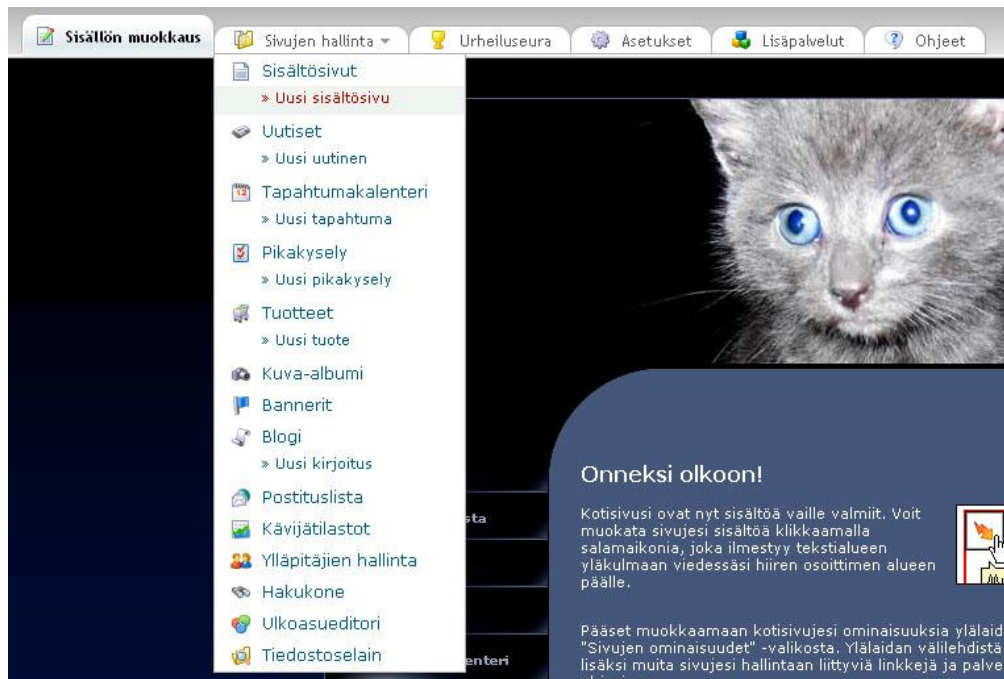 Sisällön muokkaus
Sivujen hallinta
Urheiluseura
Asetukset
Lisäpalvelut
Ohjeet
Sisältösivut
» Uusi sisältösivu
Uutiset
» Uusi uutinen
Tapahtumakalenteri
» Uusi tapahtuma
Pikakysely
» Uusi pikakysely
Tuotteet
» Uusi tuote
Kuva-albumi
Bannerit
Blogi
» Uusi kirjoitus
Postituslista
Kävijätilastot
Ylläpitäjien hallinta
Hakukone
Ulkoasueditori
Tiedostoselain
sta
enteri
Onneksi olkoon!
Kotisivusi ovat nyt sisältöä vaille valmiit. Voit
muokata sivujesi sisältöä klikkaamalla
salamaikonia, joka ilmestyy tekstialueen
yläkulmaan viedessäsi hiiren osoittimen alueen
päälle.
Pääset muokkaamaan kotisivujesi ominaisuuksia ylälaid
"Sivujen ominaisuudet" -valikosta. Ylälaidan välilehdistä
lisäksi muita sivujesi hallintaan liittyviä linkkejä ja palve